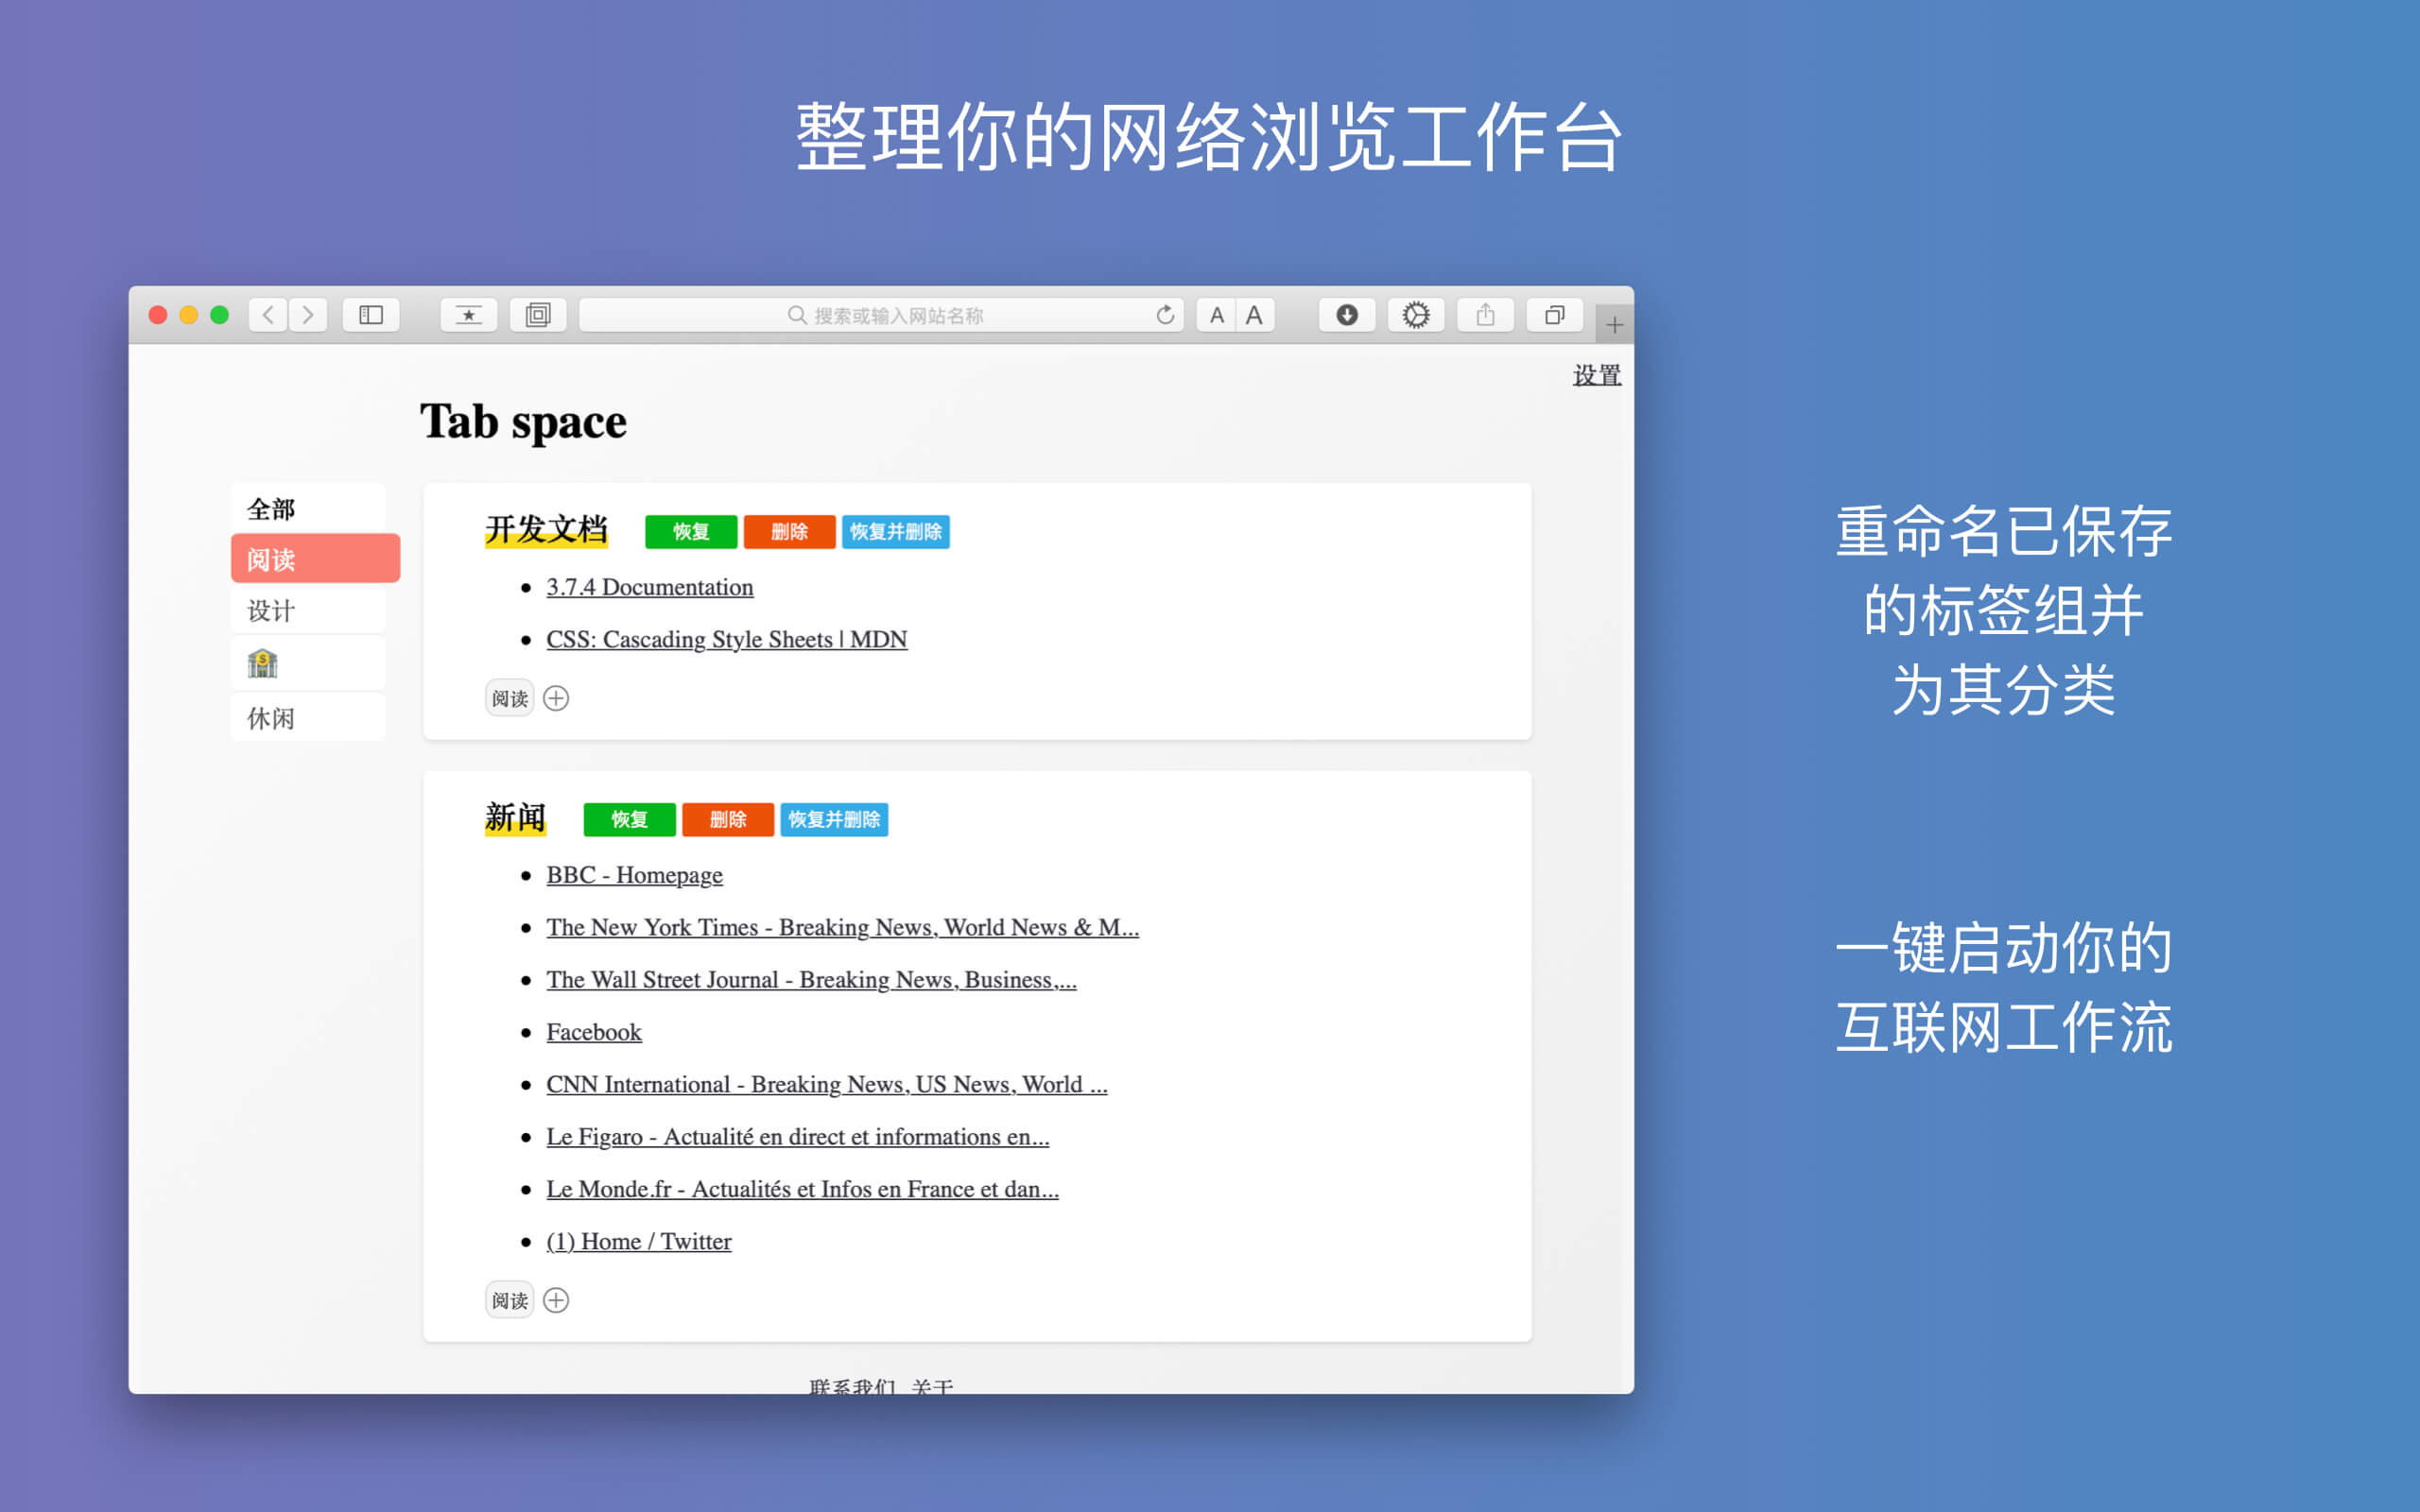 整理你的网络浏览工作台
搜索或输入网站名称
A A
设置
Tab space
全部
阅读
设计
休闲
开发文档 恢复 删除 恢复并删除
3.7.4 Documentation
CSS: Cascading Style Sheets | MDN
阅读
新闻 恢复 删除 恢复并删除
BBC - Homepage
The New York Times - Breaking News, World News & M...
The Wall Street Journal - Breaking News, Business,...
Facebook
CNN International - Breaking News, US News, World ...
Le Figaro - Actualité en direct et informations en...
Le Monde.fr - Actualités et Infos en France et dan...
(1) Home / Twitter
阅读
联系我们 关于
重命名已保存
的标签组并
为其分类
一键启动你的
互联网工作流